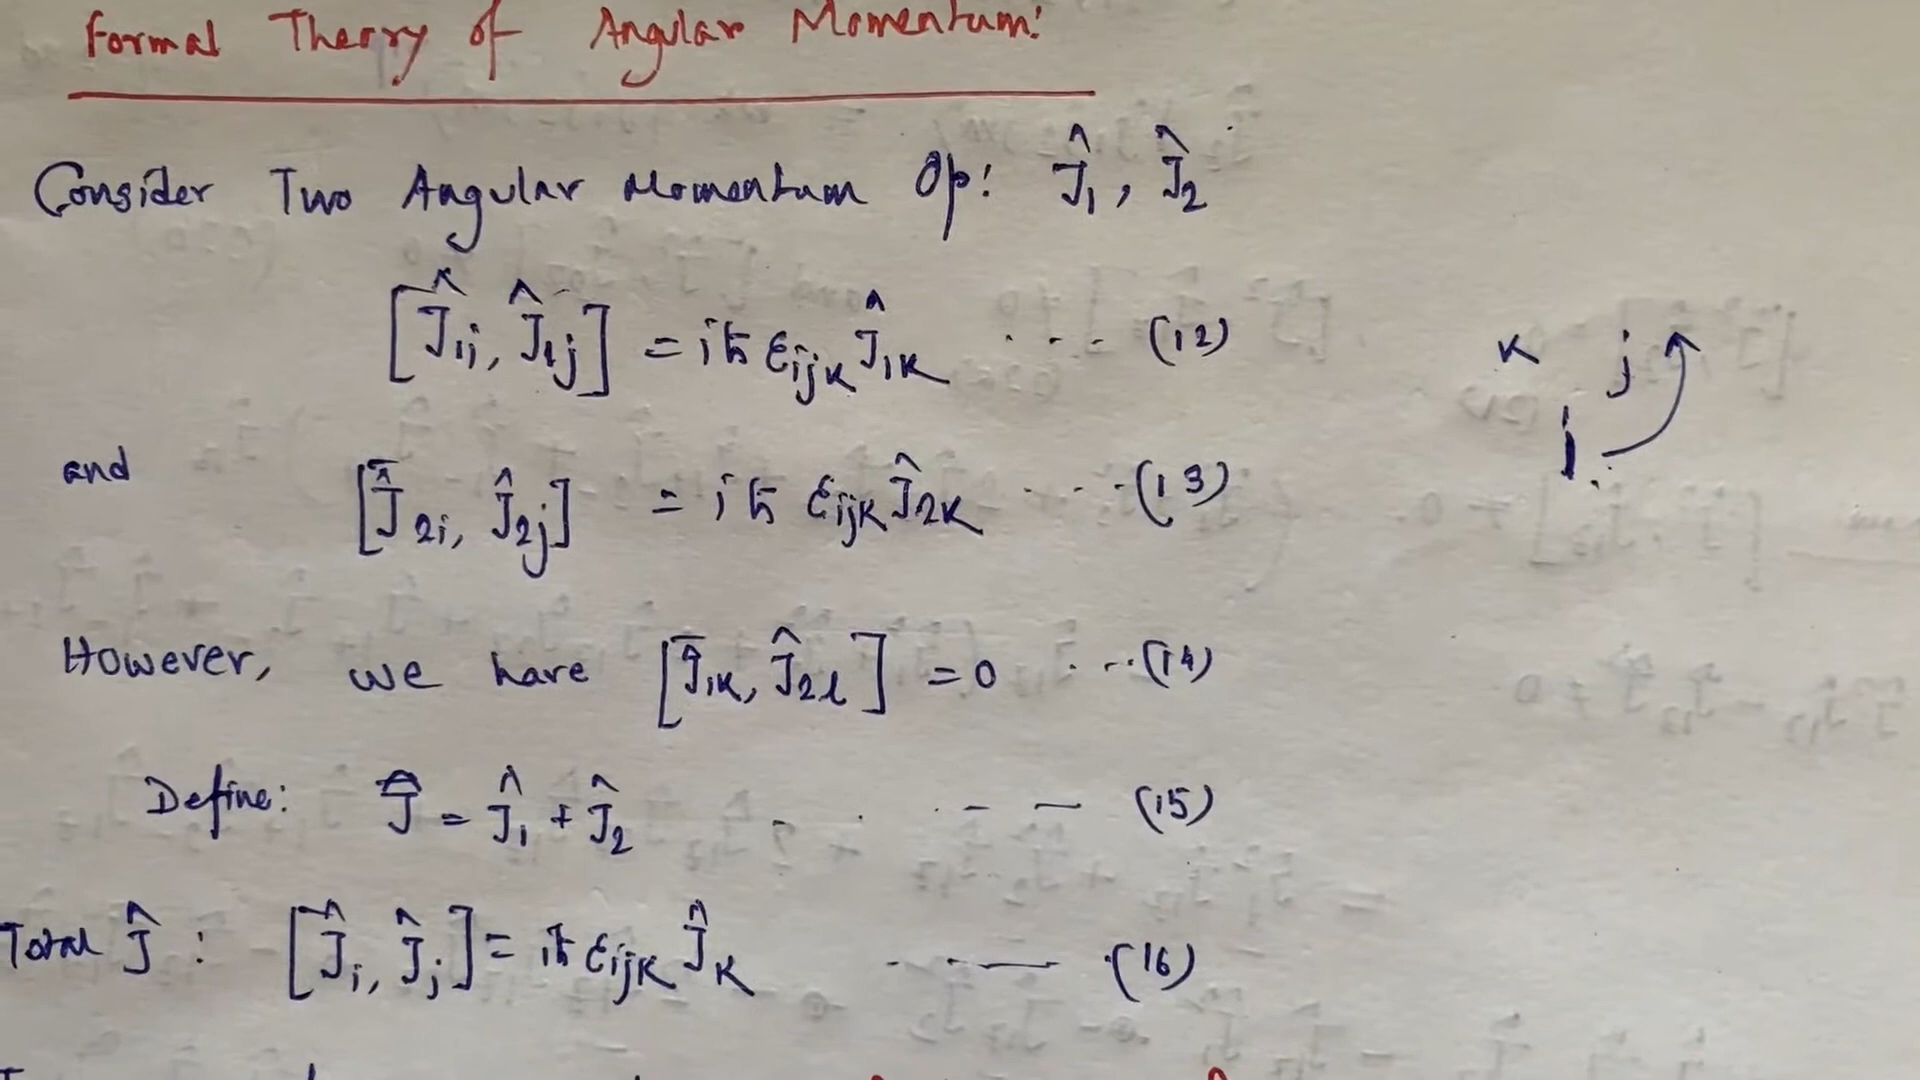 Formal Theory of Angular Momentum:
Consider Two Angular Momentum Op: Ĵ₁, Ĵ₂
[Ĵ₁ᵢ, Ĵ₁ⱼ] = iħ εᵢⱼₖ Ĵ₁ₖ ... (12)
k j
i
and [Ĵ₂ᵢ, Ĵ₂ⱼ] = iħ εᵢⱼₖ Ĵ₂ₖ ... (13)
However, we have [Ĵ₁ₖ, Ĵ₂ₗ] = 0 ... (14)
Define: Ĵ = Ĵ₁ + Ĵ₂ ... (15)
Total Ĵ : [Ĵᵢ, Ĵⱼ] = iħ εᵢⱼₖ Ĵₖ ... (16)